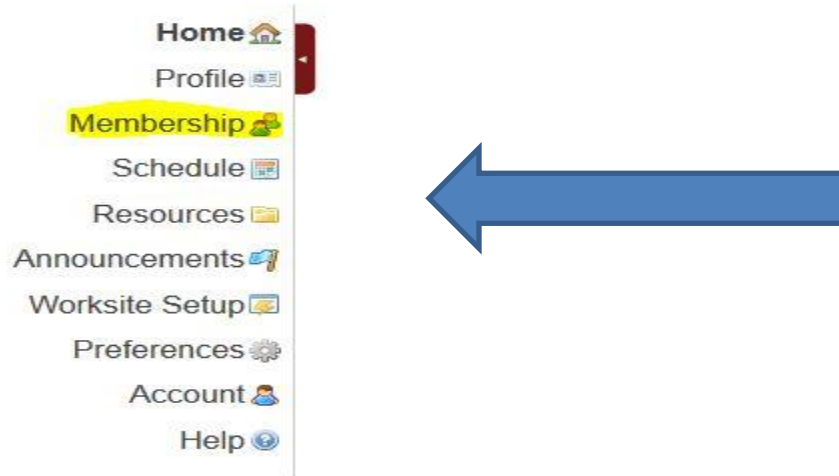 Home
Profile
Membership
Schedule
Resources
Announcements
Worksite Setup
Preferences
Account
Help